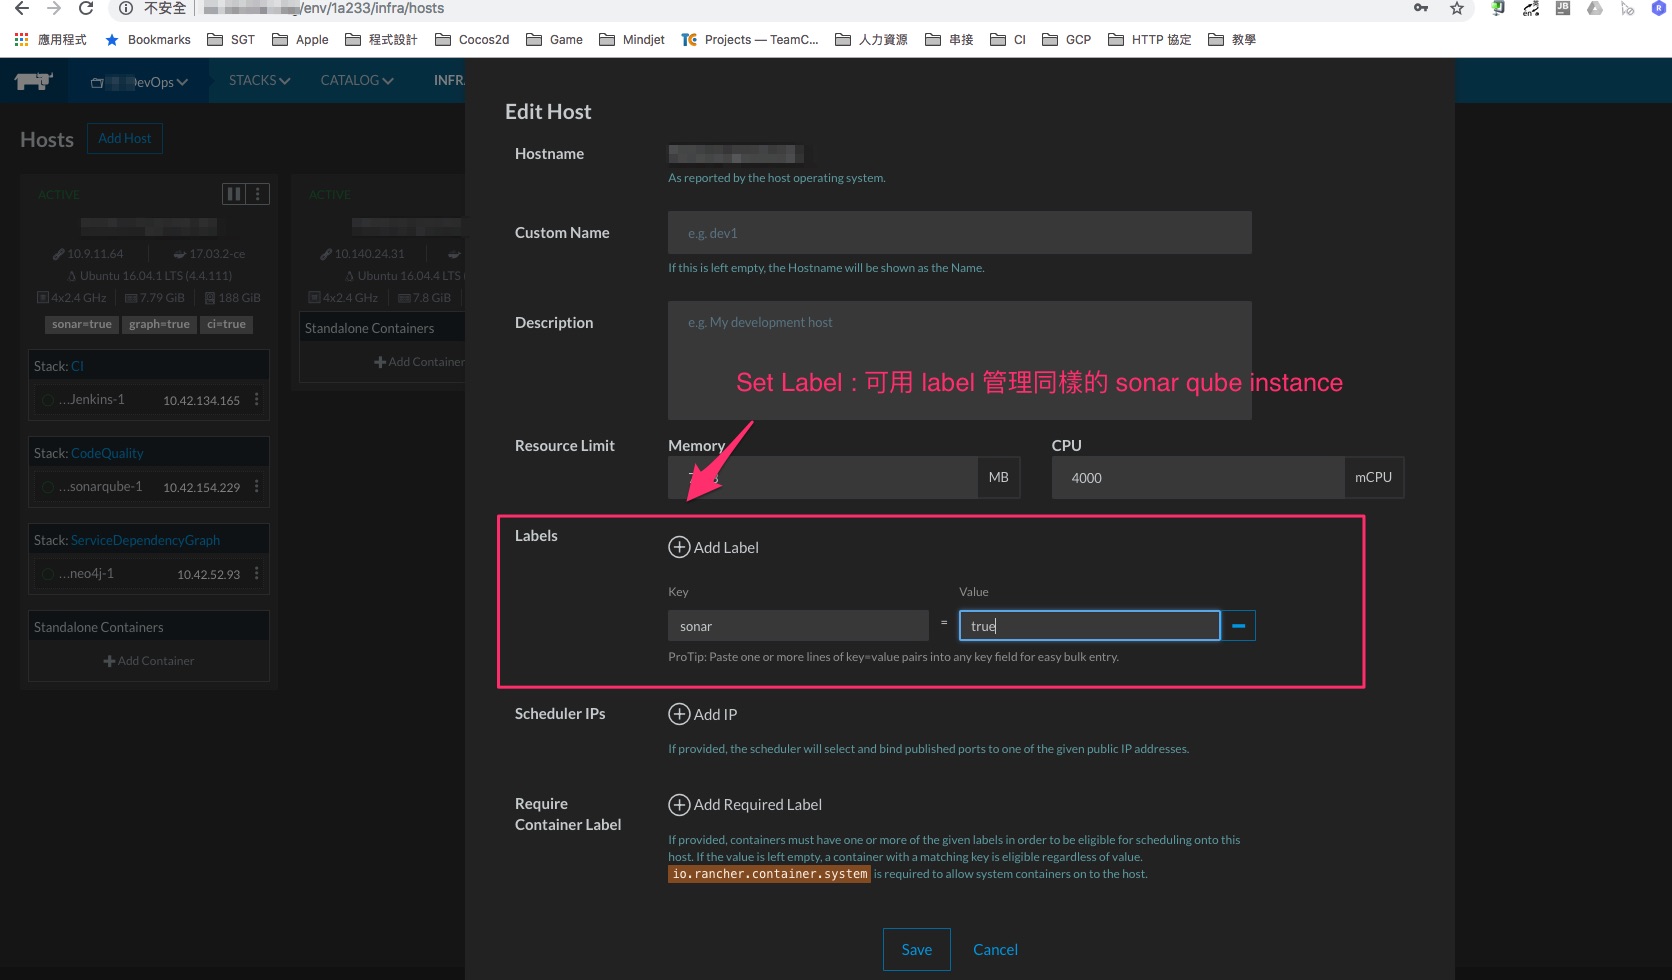 不安全
/env/1a233/infra/hosts
應用程式 Bookmarks SGT Apple 程式設計 Cocos2d Game Mindjet Projects — TeamC... 人力資源 串接 CI GCP HTTP 協定 教學
DevOps STACKS CATALOG INFR
Hosts Add Host
ACTIVE
10.9.11.64 17.03.2-ce
Ubuntu 16.04.1 LTS (4.4.111)
4x2.4 GHz 7.79 GiB 188 GiB
sonar=true graph=true ci=true
Stack: CI
...Jenkins-1 10.42.134.165
Stack: CodeQuality
...sonarqube-1 10.42.154.229
Stack: ServiceDependencyGraph
...neo4j-1 10.42.52.93
Standalone Containers
Add Container
ACTIVE
10.140.24.31
Ubuntu 16.04.4 LTS
4x2.4 GHz 7.8 GiB
Standalone Containers
Add Container
Edit Host
Hostname
As reported by the host operating system.
Custom Name
e.g. dev1
If this is left empty, the Hostname will be shown as the Name.
Description
e.g. My development host
Set Label : 可用 label 管理同樣的 sonar qube instance
Resource Limit
Memory
MB
CPU
4000 mCPU
Labels
Add Label
Key Value
sonar = true
ProTip: Paste one or more lines of key=value pairs into any key field for easy bulk entry.
Scheduler IPs
Add IP
If provided, the scheduler will select and bind published ports to one of the given public IP addresses.
Require
Container Label
Add Required Label
If provided, containers must have one or more of the given labels in order to be eligible for scheduling onto this
host. If the value is left empty, a container with a matching key is eligible regardless of value.
io.rancher.container.system is required to allow system containers on to the host.
Save Cancel